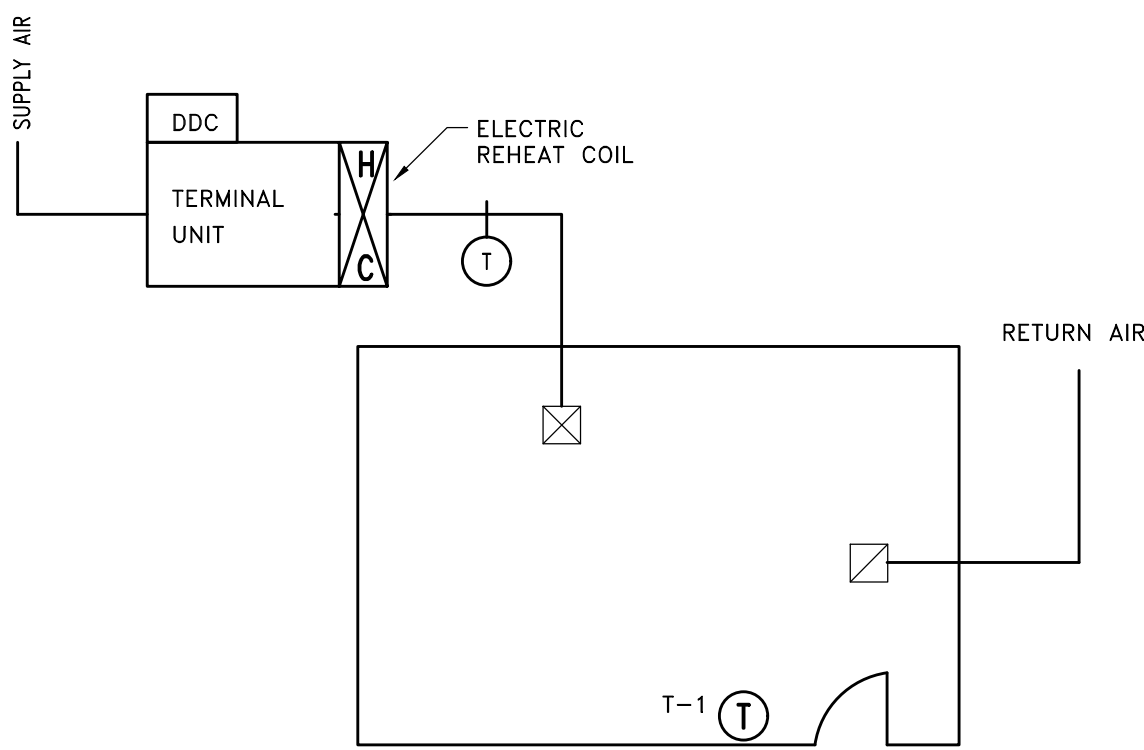 SUPPLY AIR
DDC
ELECTRIC
REHEAT COIL
H
TERMINAL
UNIT
C
T
RETURN AIR
T-1
T